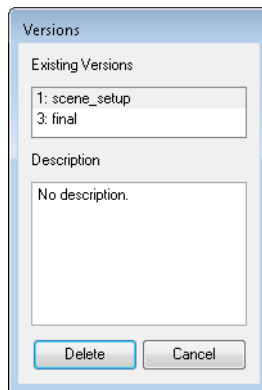 Versions
Existing Versions
1: scene_setup
3: final
Description
No description.
Delete
Cancel